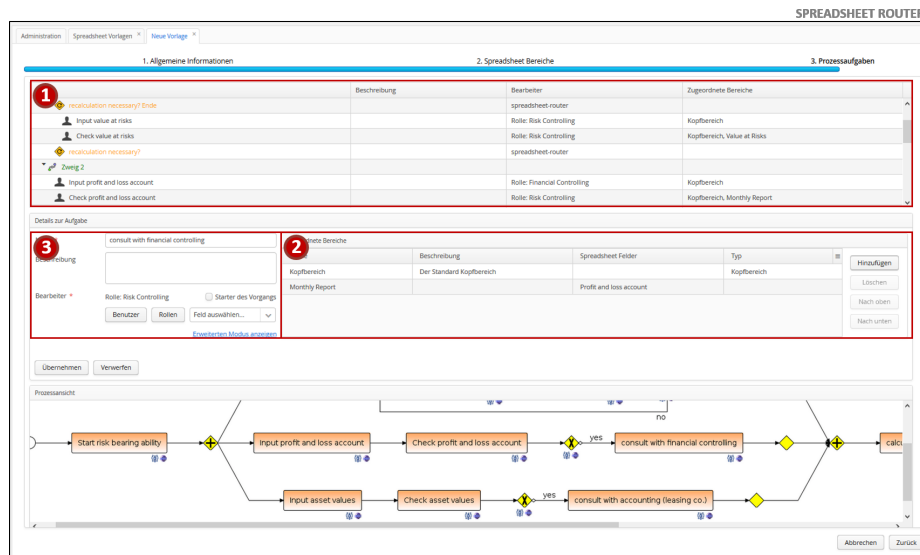 SPREADSHEET ROUTER
Administration Spreadsheet Vorlagen × Neue Vorlage ×
1. Allgemeine Informationen 2. Spreadsheet Bereiche 3. Prozessaufgaben
1
Beschreibung Bearbeiter Zugeordnete Bereiche
recalculation necessary? Ende spreadsheet-router
Input value at risks Rolle: Risk Controlling Kopfbereich
Check value at risks Rolle: Risk Controlling Kopfbereich, Value at Risks
recalculation necessary? spreadsheet-router
Zweig 2
Input profit and loss account Rolle: Financial Controlling Kopfbereich
Check profit and loss account Rolle: Risk Controlling Kopfbereich, Monthly Report
Details zur Aufgabe
3
consult with financial controlling
Beschreibung
Bearbeiter * Rolle: Risk Controlling Starter des Vorgangs
Benutzer Rollen Feld auswählen...
Erweiterten Modus anzeigen
2
Bereiche
Beschreibung Spreadsheet Felder Typ
Kopfbereich Der Standard Kopfbereich Kopfbereich
Monthly Report Profit and loss account
Hinzufügen
Löschen
Nach oben
Nach unten
Übernehmen Verwerfen
Prozessansicht
no
Start risk bearing ability Input profit and loss account Check profit and loss account yes consult with financial controlling
Input asset values Check asset values yes consult with accounting (leasing co.)
Abbrechen Zurück